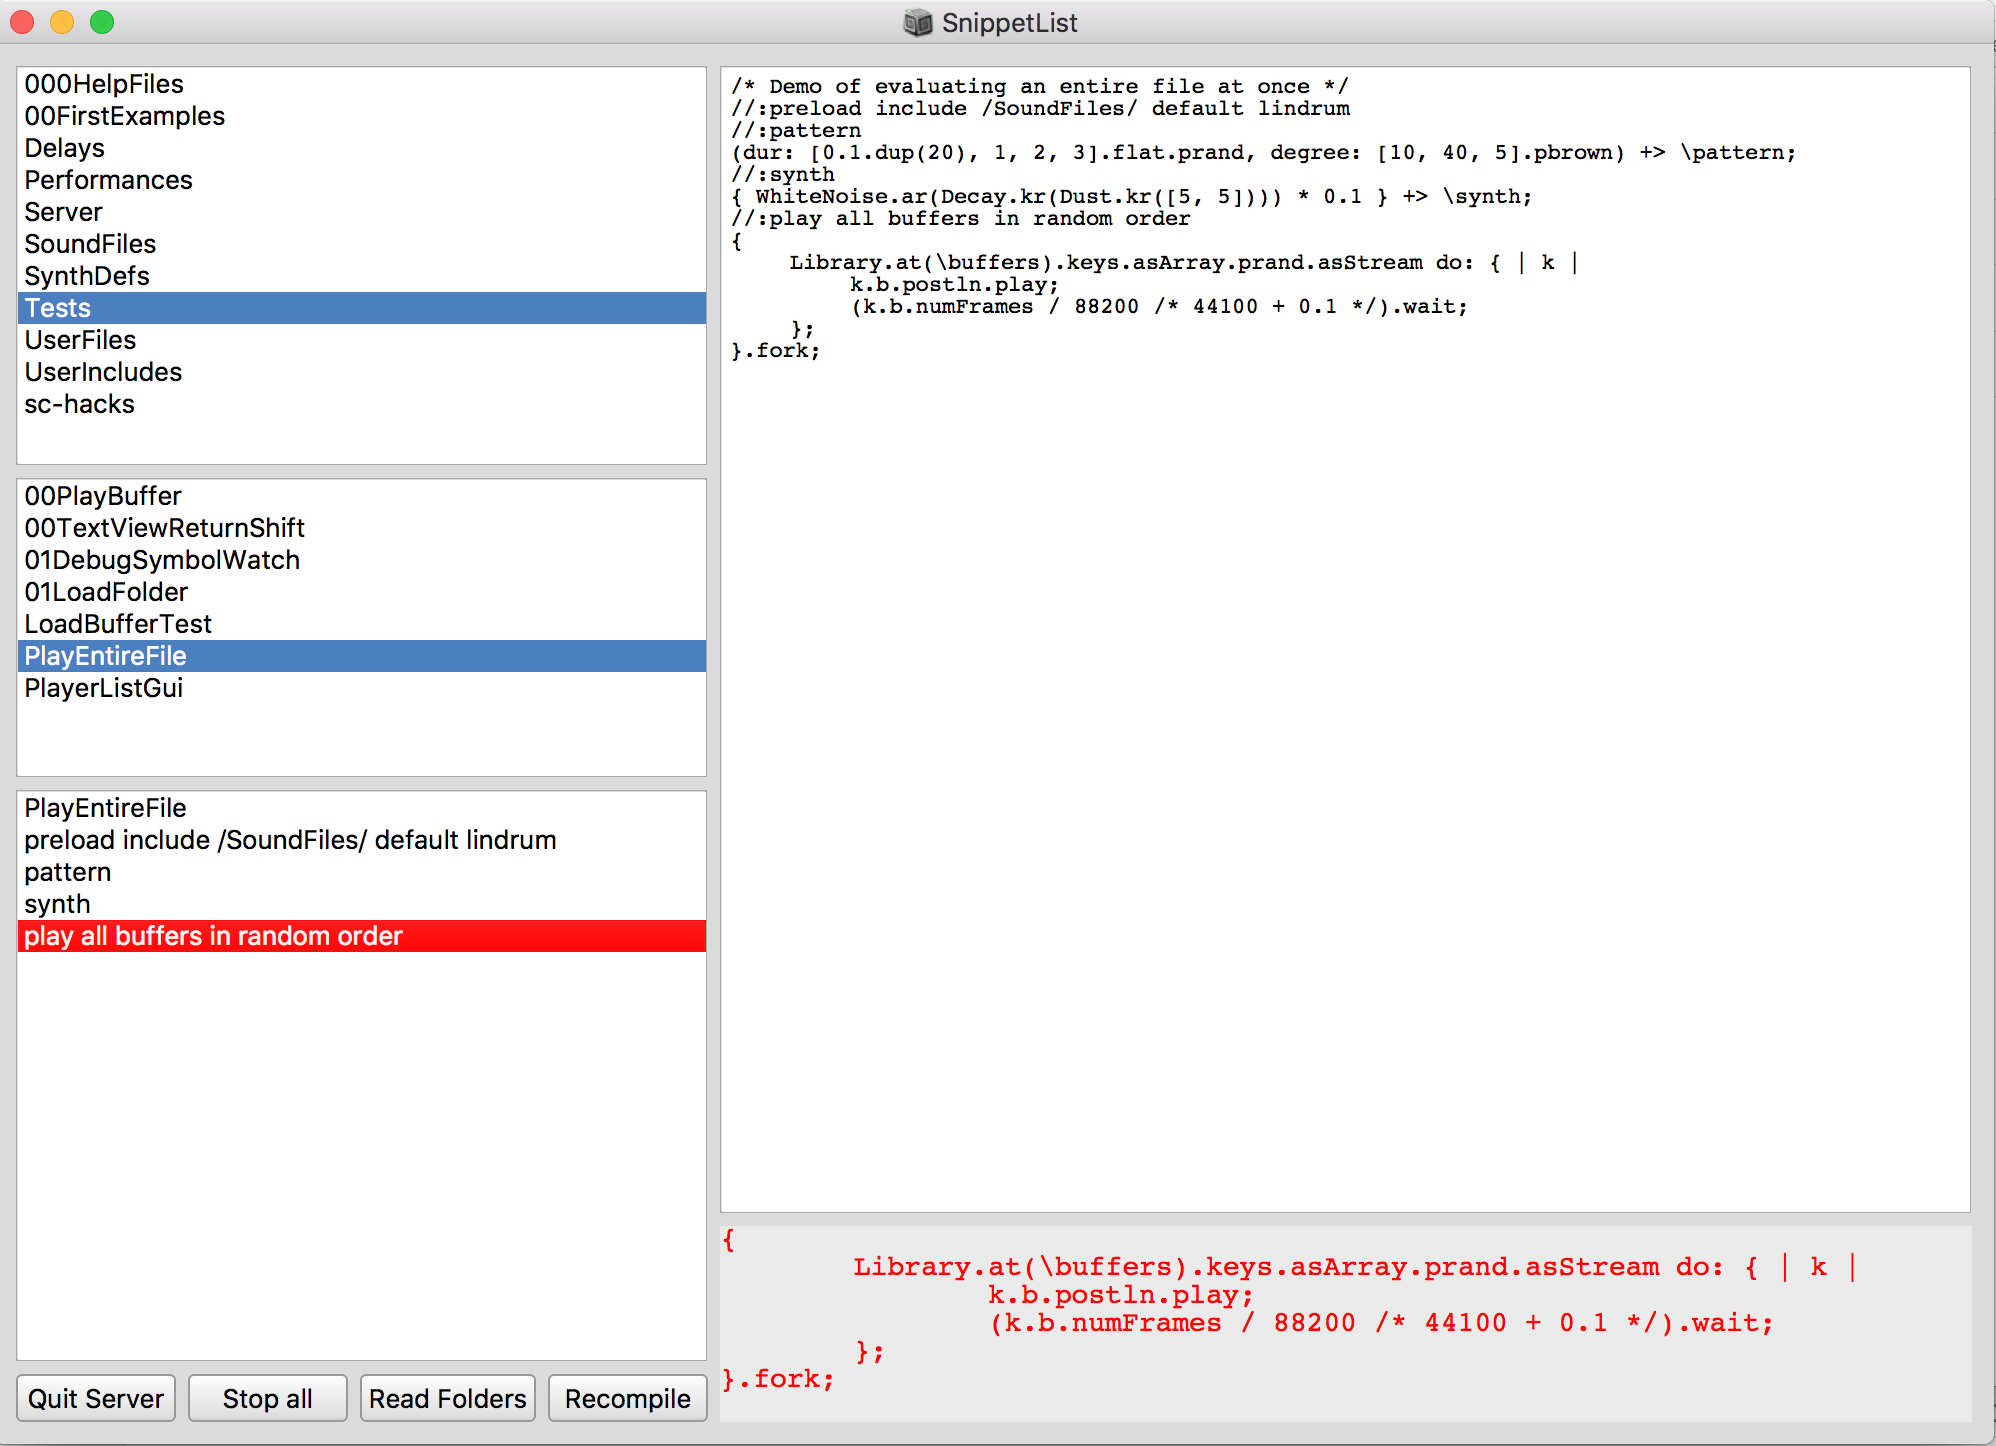 SnippetList
000HelpFiles
00FirstExamples
Delays
Performances
Server
SoundFiles
SynthDefs
Tests
UserFiles
UserIncludes
sc-hacks
00PlayBuffer
00TextViewReturnShift
01DebugSymbolWatch
01LoadFolder
LoadBufferTest
PlayEntireFile
PlayerListGui
PlayEntireFile
preload include /SoundFiles/ default lindrum
pattern
synth
play all buffers in random order
Quit Server
Stop all
Read Folders
Recompile
/* Demo of evaluating an entire file at once */
//:preload include /SoundFiles/ default lindrum
//:pattern
(dur: [0.1.dup(20), 1, 2, 3].flat.prand, degree: [10, 40, 5].pbrown) +> \pattern;
//:synth
{ WhiteNoise.ar(Decay.kr(Dust.kr([5, 5]))) * 0.1 } +> \synth;
//:play all buffers in random order
{
Library.at(\buffers).keys.asArray.prand.asStream do: { | k |
k.b.postln.play;
(k.b.numFrames / 88200 /* 44100 + 0.1 */).wait;
};
}.fork;
{
Library.at(\buffers).keys.asArray.prand.asStream do: { | k |
k.b.postln.play;
(k.b.numFrames / 88200 /* 44100 + 0.1 */).wait;
};
}.fork;